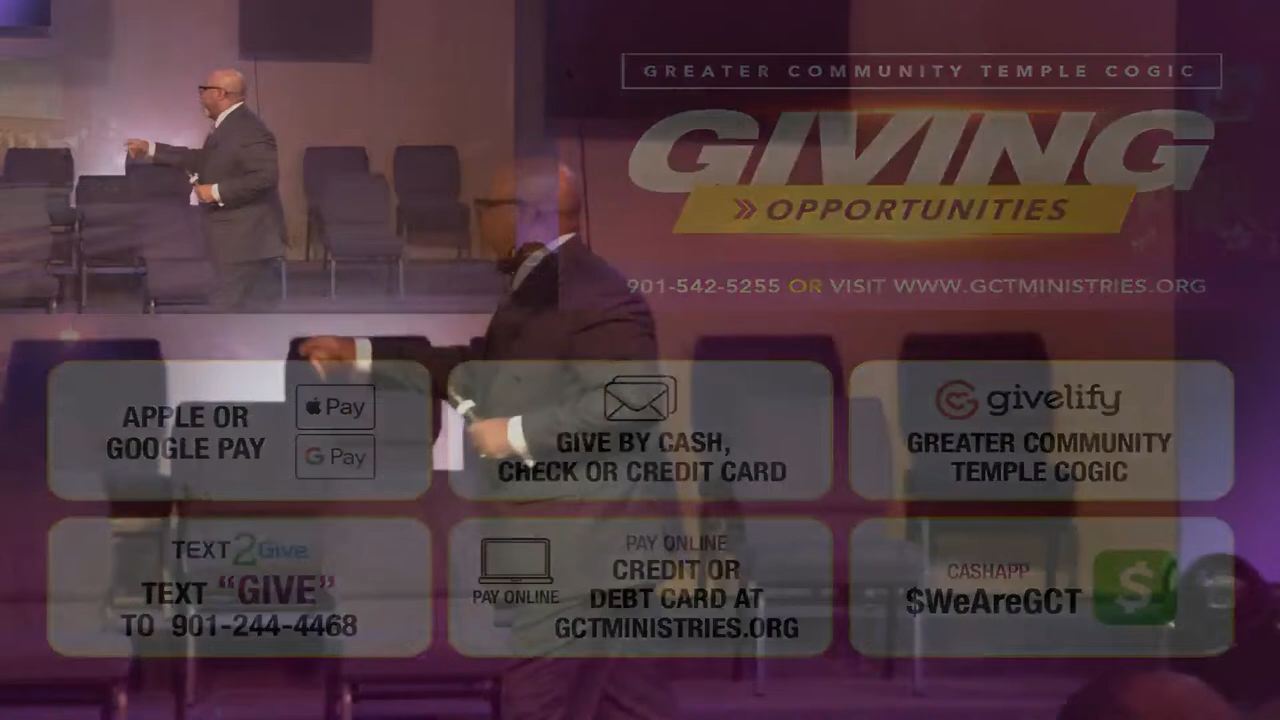 GREATER COMMUNITY TEMPLE COGIC
GIVING
» OPPORTUNITIES
901-542-5255 OR VISIT WWW.GCTMINISTRIES.ORG
APPLE OR
GOOGLE PAY
Pay
G Pay
GIVE BY CASH,
CHECK OR CREDIT CARD
givelify
GREATER COMMUNITY
TEMPLE COGIC
TEXT2Give
TEXT “GIVE”
TO 901-244-4468
PAY ONLINE
PAY ONLINE
CREDIT OR
DEBT CARD AT
GCTMINISTRIES.ORG
CASHAPP
$WeAreGCT
$